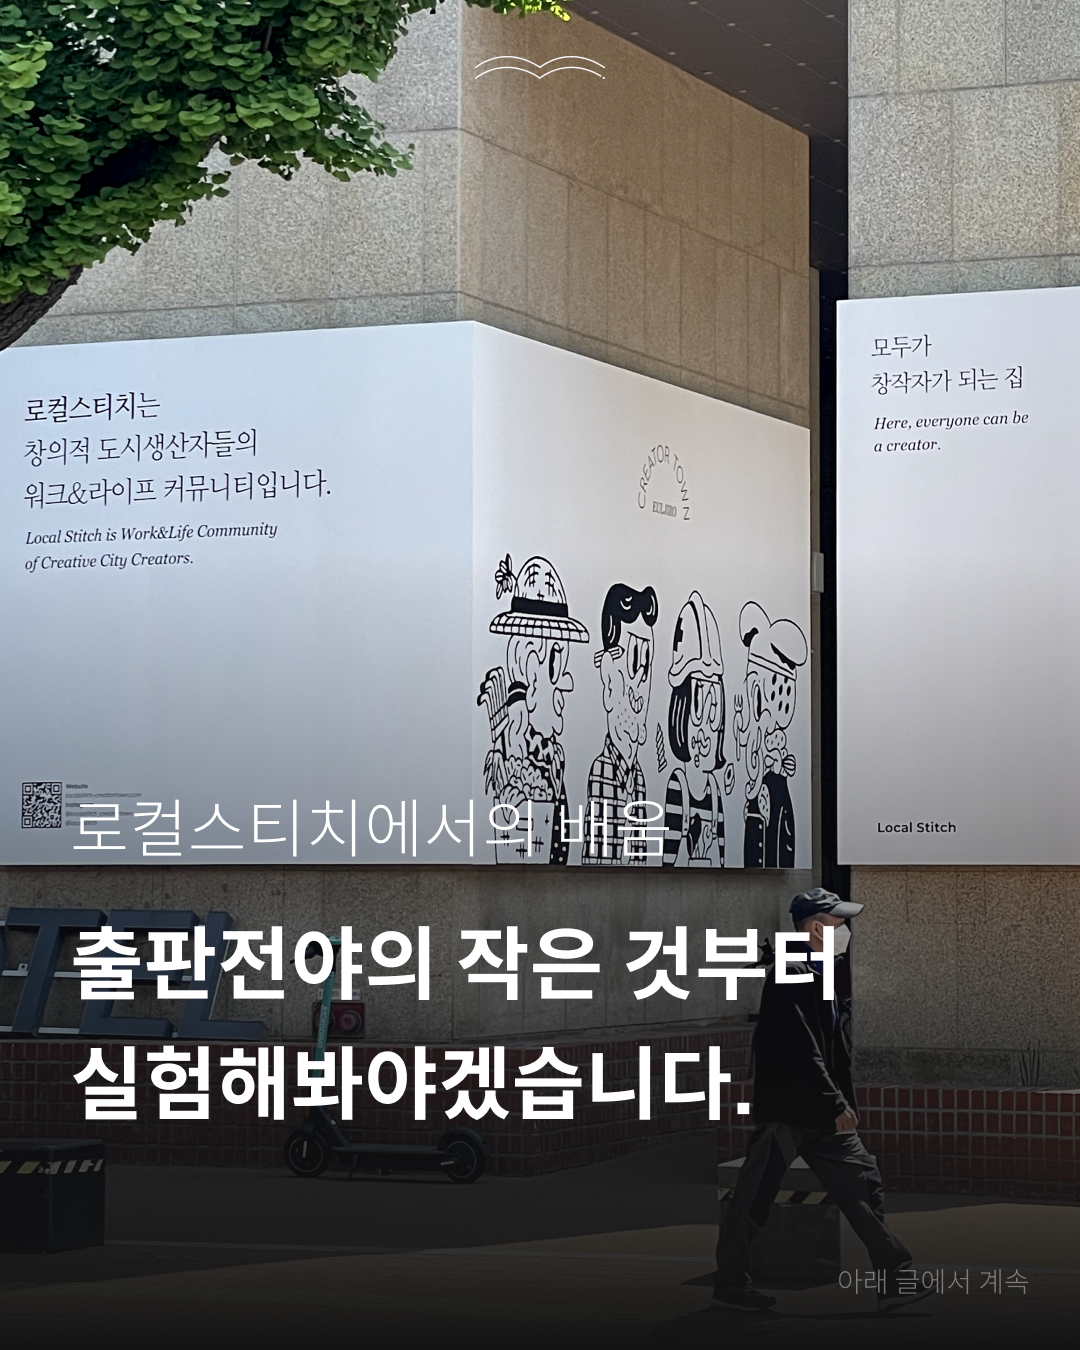 로컬스티치는
창의적 도시생산자들의
워크&라이프 커뮤니티입니다.
Local Stitch is Work&Life Community
of Creative City Creators.
CREATOR TOWN
EULJIRO
모두가
창작자가 되는 집
Here, everyone can be
a creator.
Local Stitch
로컬스티치에서의 배움
출판전야의 작은 것부터
실험해봐야겠습니다.
아래 글에서 계속